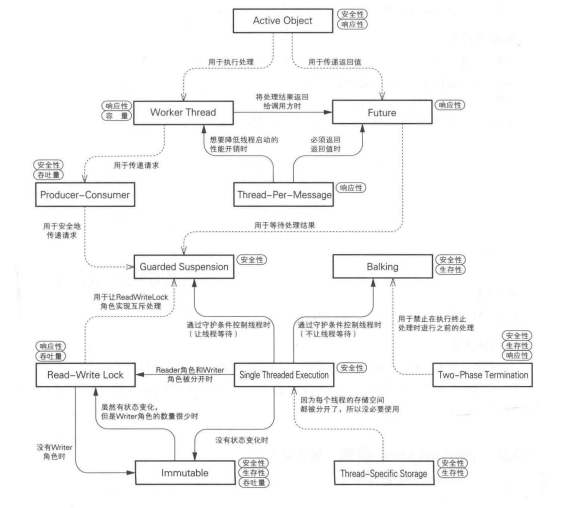 Active Object
安全性
响应性
用于执行处理
用于传递返回值
响应性
容 量
Worker Thread
将处理结果返回
给调用方时
Future
响应性
想要降低线程启动的
性能开销时
必须返回
返回值时
安全性
吞吐量
用于传递请求
Producer-Consumer
Thread-Per-Message
响应性
用于安全地
传递请求
用于等待处理结果
Guarded Suspension
安全性
Balking
安全性
生存性
用于让ReadWriteLock
角色实现互斥处理
通过守护条件控制线程时
(让线程等待)
通过守护条件控制线程时
(不让线程等待)
用于禁止在执行终止
处理时进行之前的处理
响应性
吞吐量
安全性
生存性
响应性
Read-Write Lock
Reader角色和Writer
角色被分开时
Single Threaded Execution
安全性
Two-Phase Termination
虽然有状态变化，
但是Writer角色的数量很少时
因为每个线程的存储空间
都被分开了，所以没必要使用
没有Writer
角色时
没有状态变化时
Immutable
安全性
生存性
吞吐量
Thread-Specific Storage
安全性
生存性